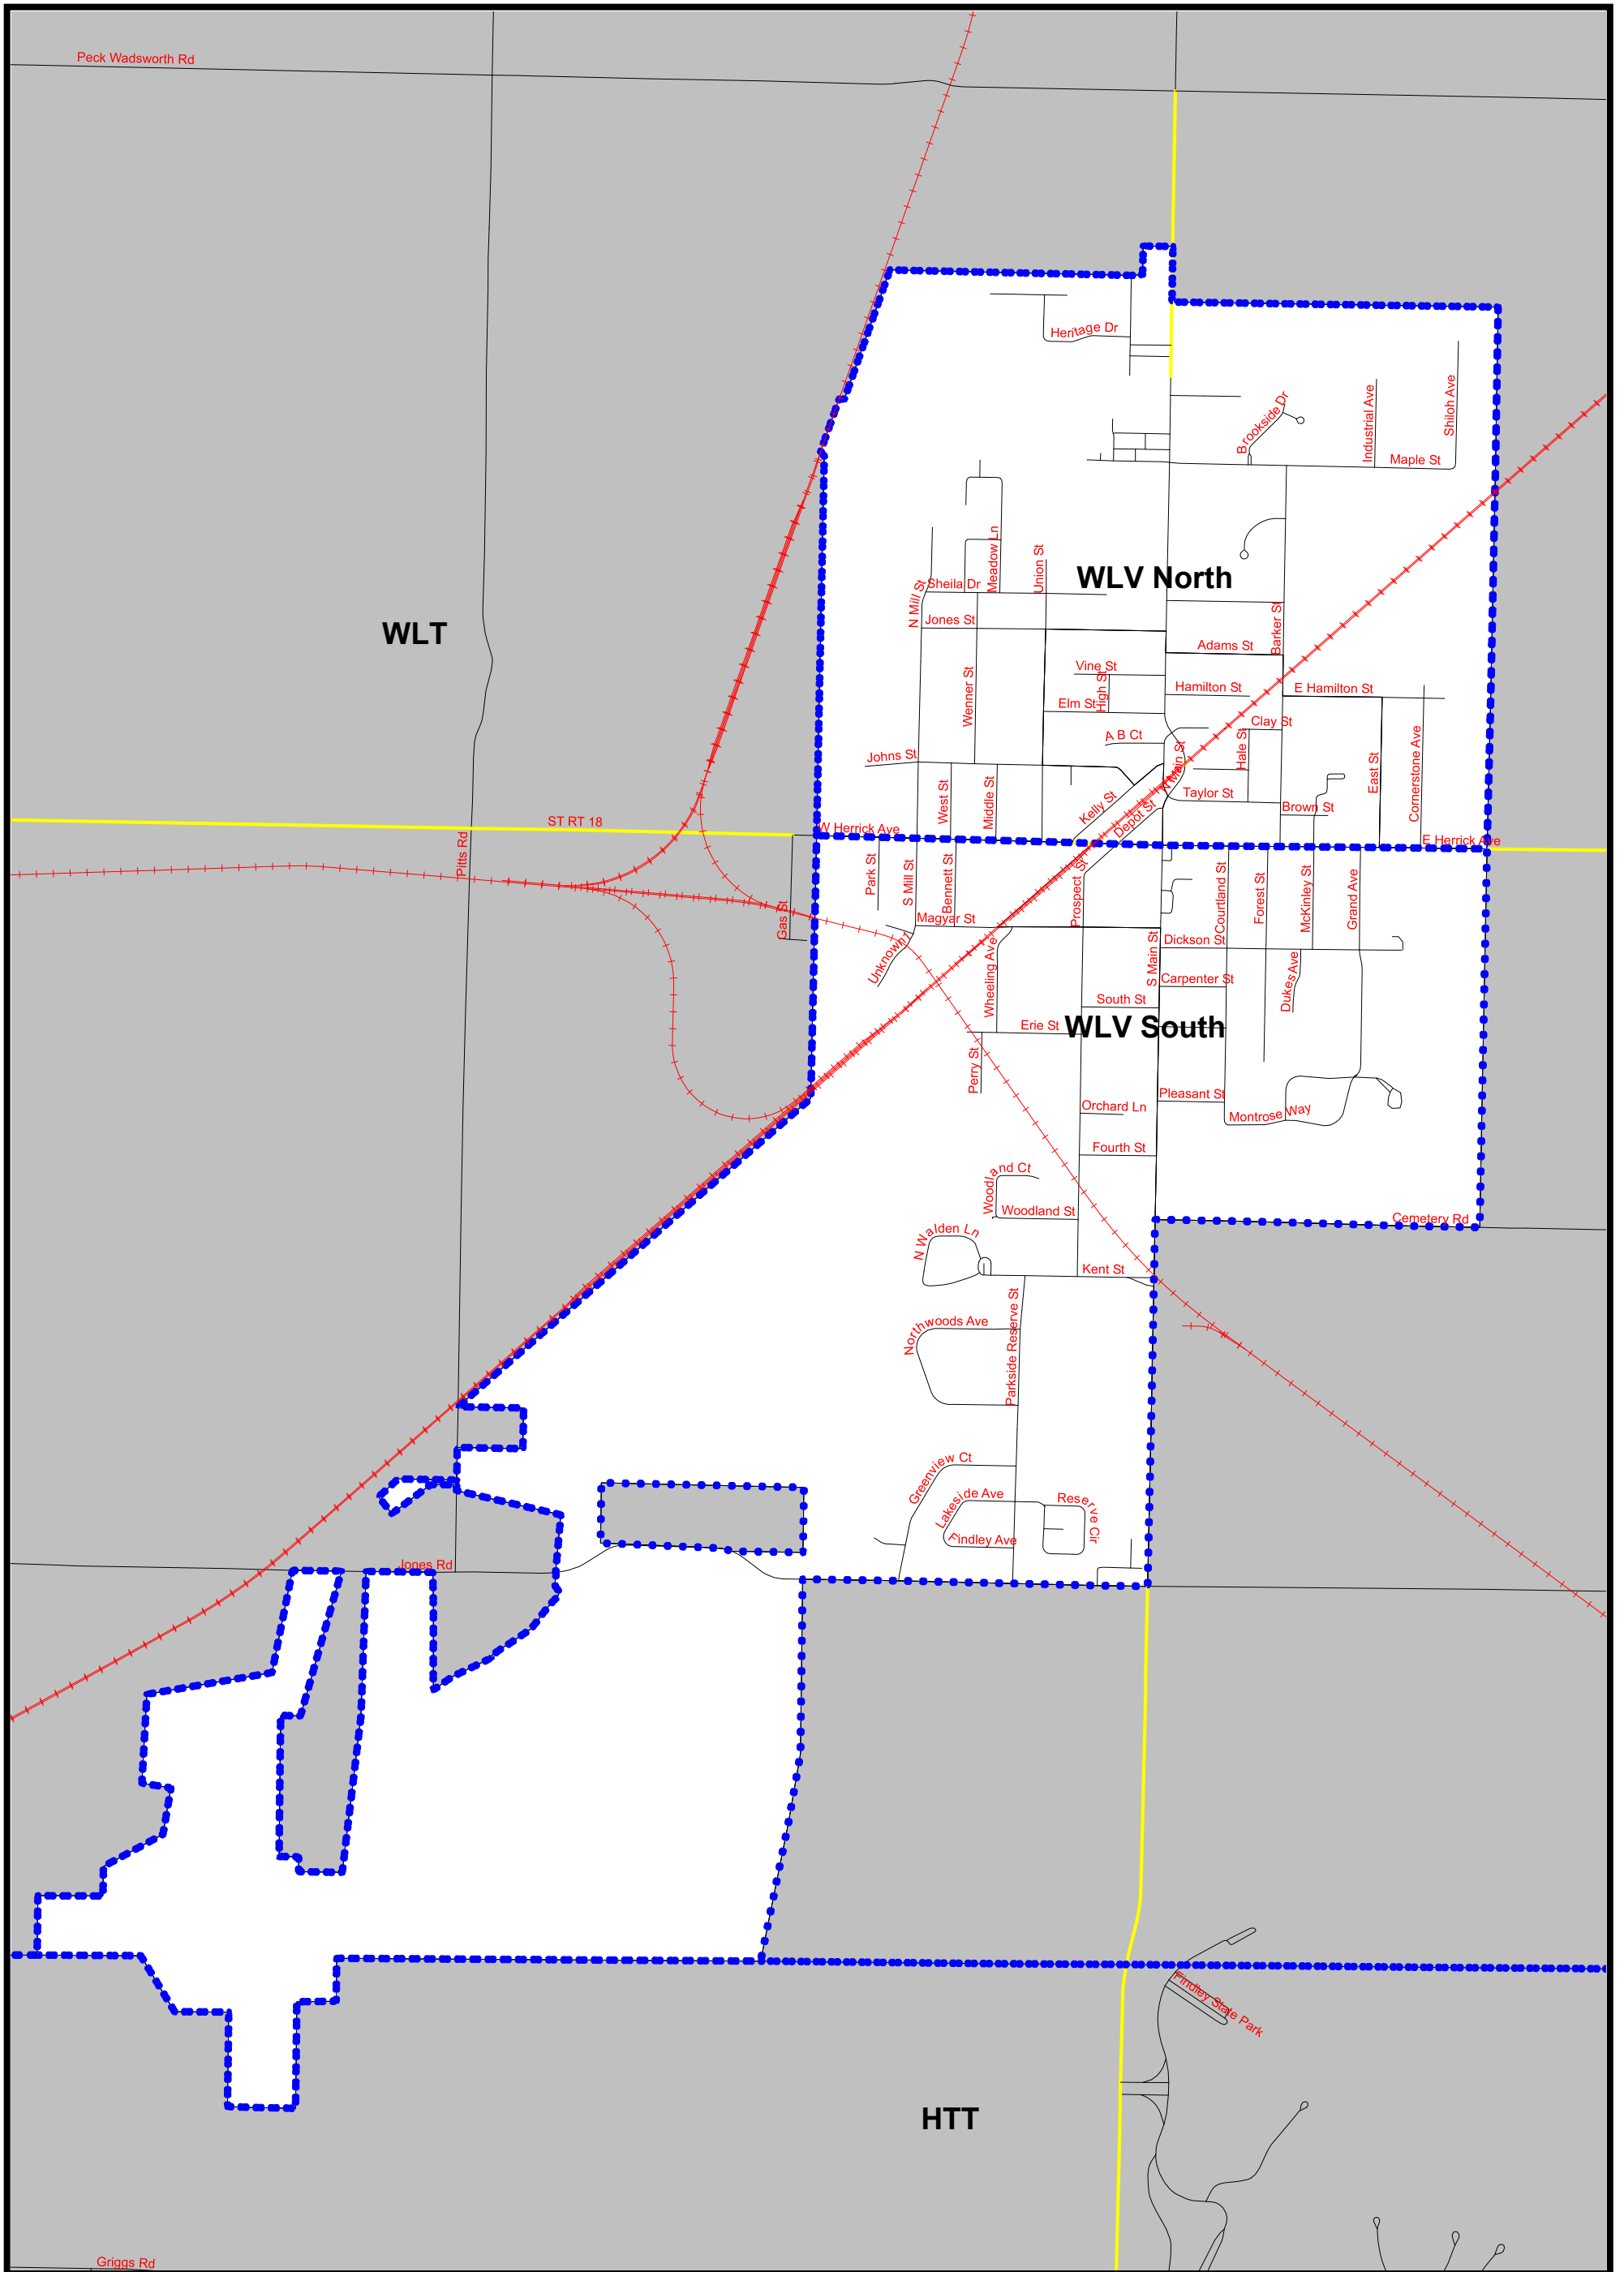 Peck Wadsworth Rd
Heritage Dr
Brookside Dr
Industrial Ave
Shiloh Ave
Maple St
Meadow Ln
Union St
WLV North
Sheila Dr
N Mill St
Jones St
Barker St
WLT
Adams St
Vine St
High St
Wenner St
Hamilton St
E Hamilton St
Elm St
Clay St
A B Ct
Hale St
N Main St
Johns St
East St
Cornerstone Ave
West St
Middle St
Kelly St
Taylor St
Brown St
Depot St
ST RT 18
W Herrick Ave
E Herrick Ave
Pitts Rd
Park St
S Mill St
Bennett St
Prospect St
Courtland St
Forest St
McKinley St
Grand Ave
Gas St
Magyar St
Unknown1
Wheeling Ave
S Main St
Dickson St
Carpenter St
Dukes Ave
South St
Erie St
WLV South
Perry St
Orchard Ln
Pleasant St
Montrose Way
Fourth St
Woodland Ct
Woodland St
Cemetery Rd
N Walden Ln
Kent St
Parkside Reserve St
Northwoods Ave
Greenview Ct
Lakeside Ave
Reserve Cir
Findley Ave
Jones Rd
Findley State Park
HTT
Griggs Rd